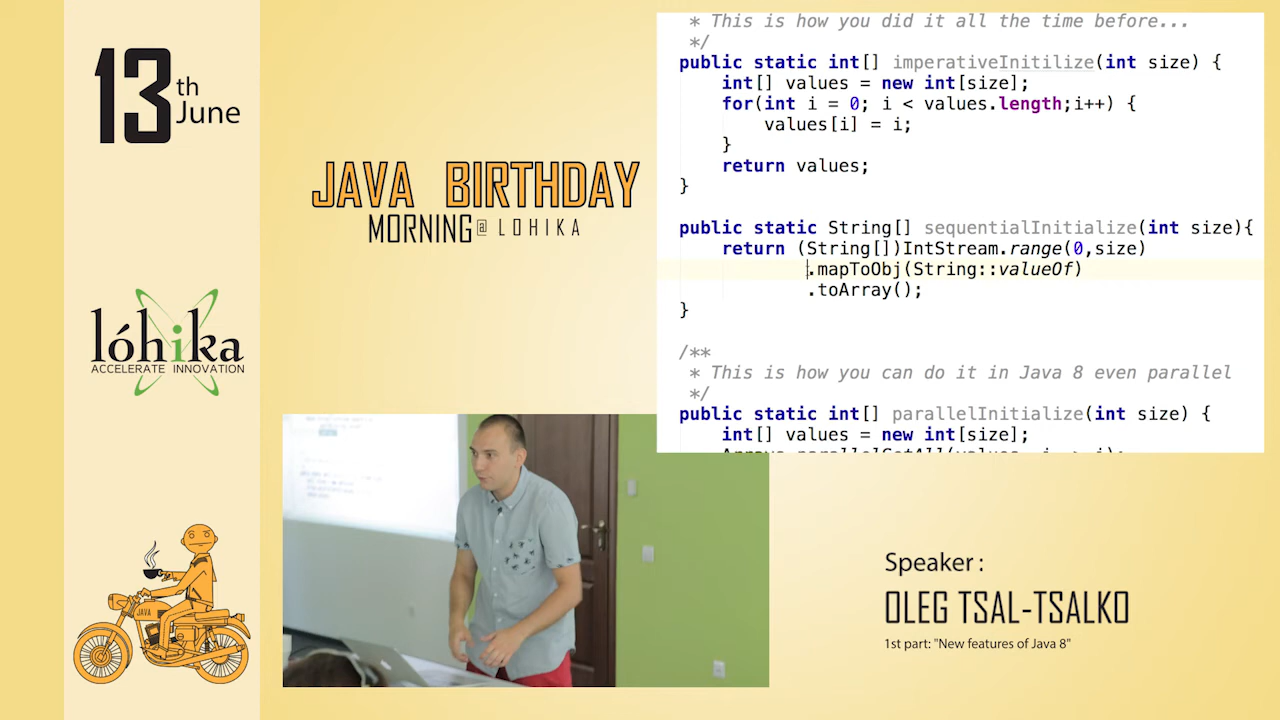 13
th
June
JAVA BIRTHDAY
MORNING@LOHIKA
lóhika
ACCELERATE INNOVATION
JAVA
* This is how you did it all the time before...
*/
public static int[] imperativeInitilize(int size) {
int[] values = new int[size];
for(int i = 0; i < values.length;i++) {
values[i] = i;
}
return values;
}
public static String[] sequentialInitialize(int size){
return (String[])IntStream.range(0,size)
.mapToObj(String::valueOf)
.toArray();
}
/**
* This is how you can do it in Java 8 even parallel
*/
public static int[] parallelInitialize(int size) {
int[] values = new int[size];
Speaker :
OLEG TSAL-TSALKO
1st part: "New features of Java 8"